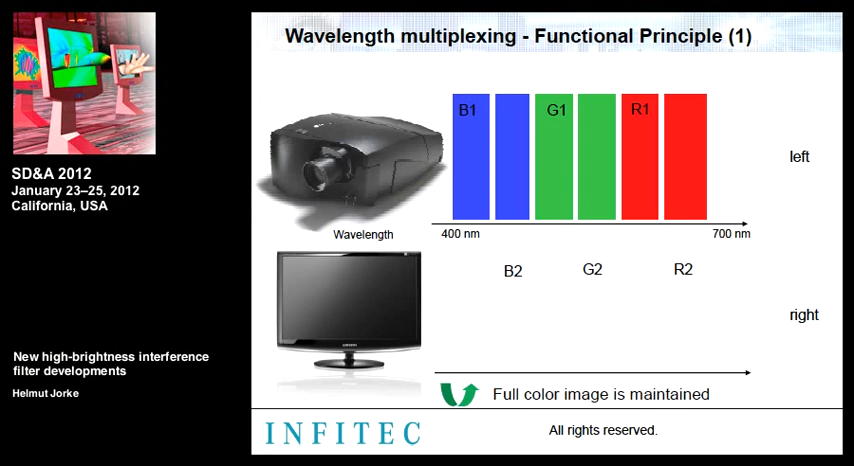 Wavelength multiplexing - Functional Principle (1)
B1
G1
R1
left
Wavelength
400 nm
700 nm
B2
G2
R2
right
Full color image is maintained
INFITEC
All rights reserved.
SD&A 2012
January 23–25, 2012
California, USA
New high-brightness interference
filter developments
Helmut Jorke